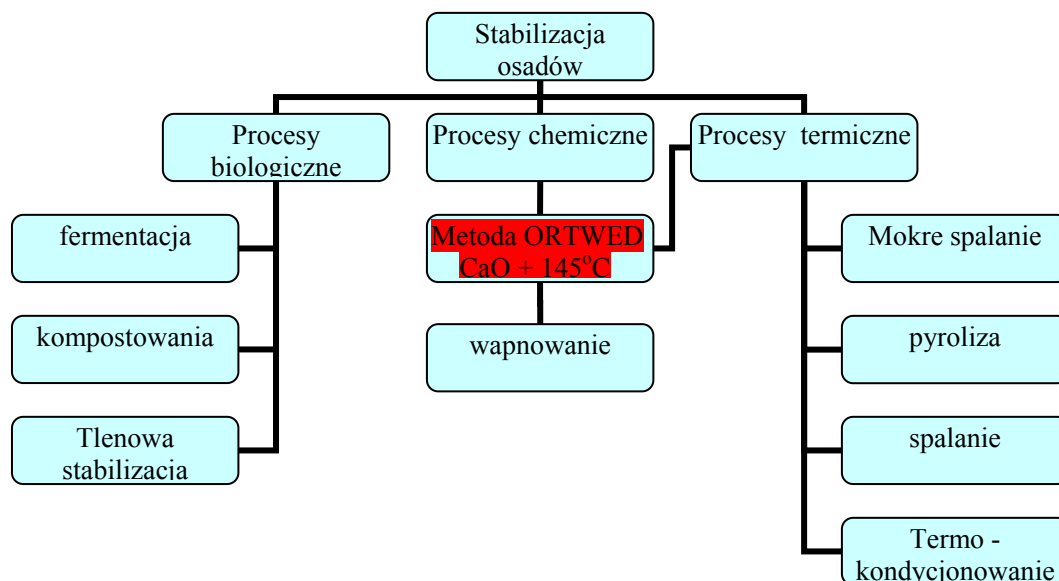 Stabilizacja
osadów
Procesy
biologiczne
Procesy chemiczne
Procesy termiczne
fermentacja
Metoda ORTWED
CaO + 145°C
Mokre spalanie
kompostowania
wapnowanie
pyroliza
Tlenowa
stabilizacja
spalanie
Termo -
kondycjonowanie